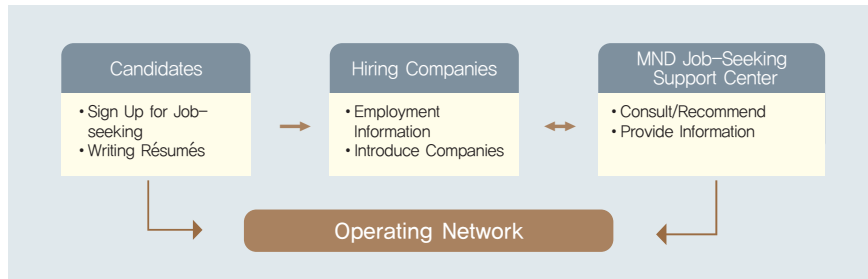 Candidates
• Sign Up for Job-
seeking
• Writing Résumés
Hiring Companies
• Employment
Information
• Introduce Companies
MND Job-Seeking
Support Center
• Consult/Recommend
• Provide Information
Operating Network